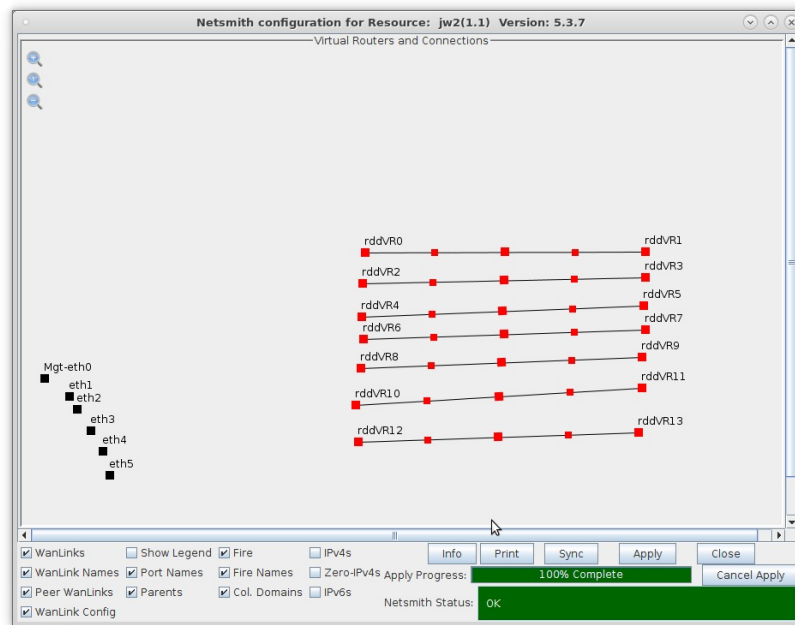 Netsmith configuration for Resource: jw2(1.1) Version: 5.3.7
Virtual Routers and Connections
rddVR0 rddVR1
rddVR2 rddVR3
rddVR4 rddVR5
rddVR6 rddVR7
rddVR8 rddVR9
Mgt-eth0
eth1 rddVR10 rddVR11
eth2
eth3 rddVR12 rddVR13
eth4
eth5
WanLinks Show Legend Fire IPv4s Info Print Sync Apply Close
WanLink Names Port Names Fire Names Zero-IPv4s Apply Progress: 100% Complete Cancel Apply
Peer WanLinks Parents Col. Domains IPv6s
Netsmith Status: OK
WanLink Config